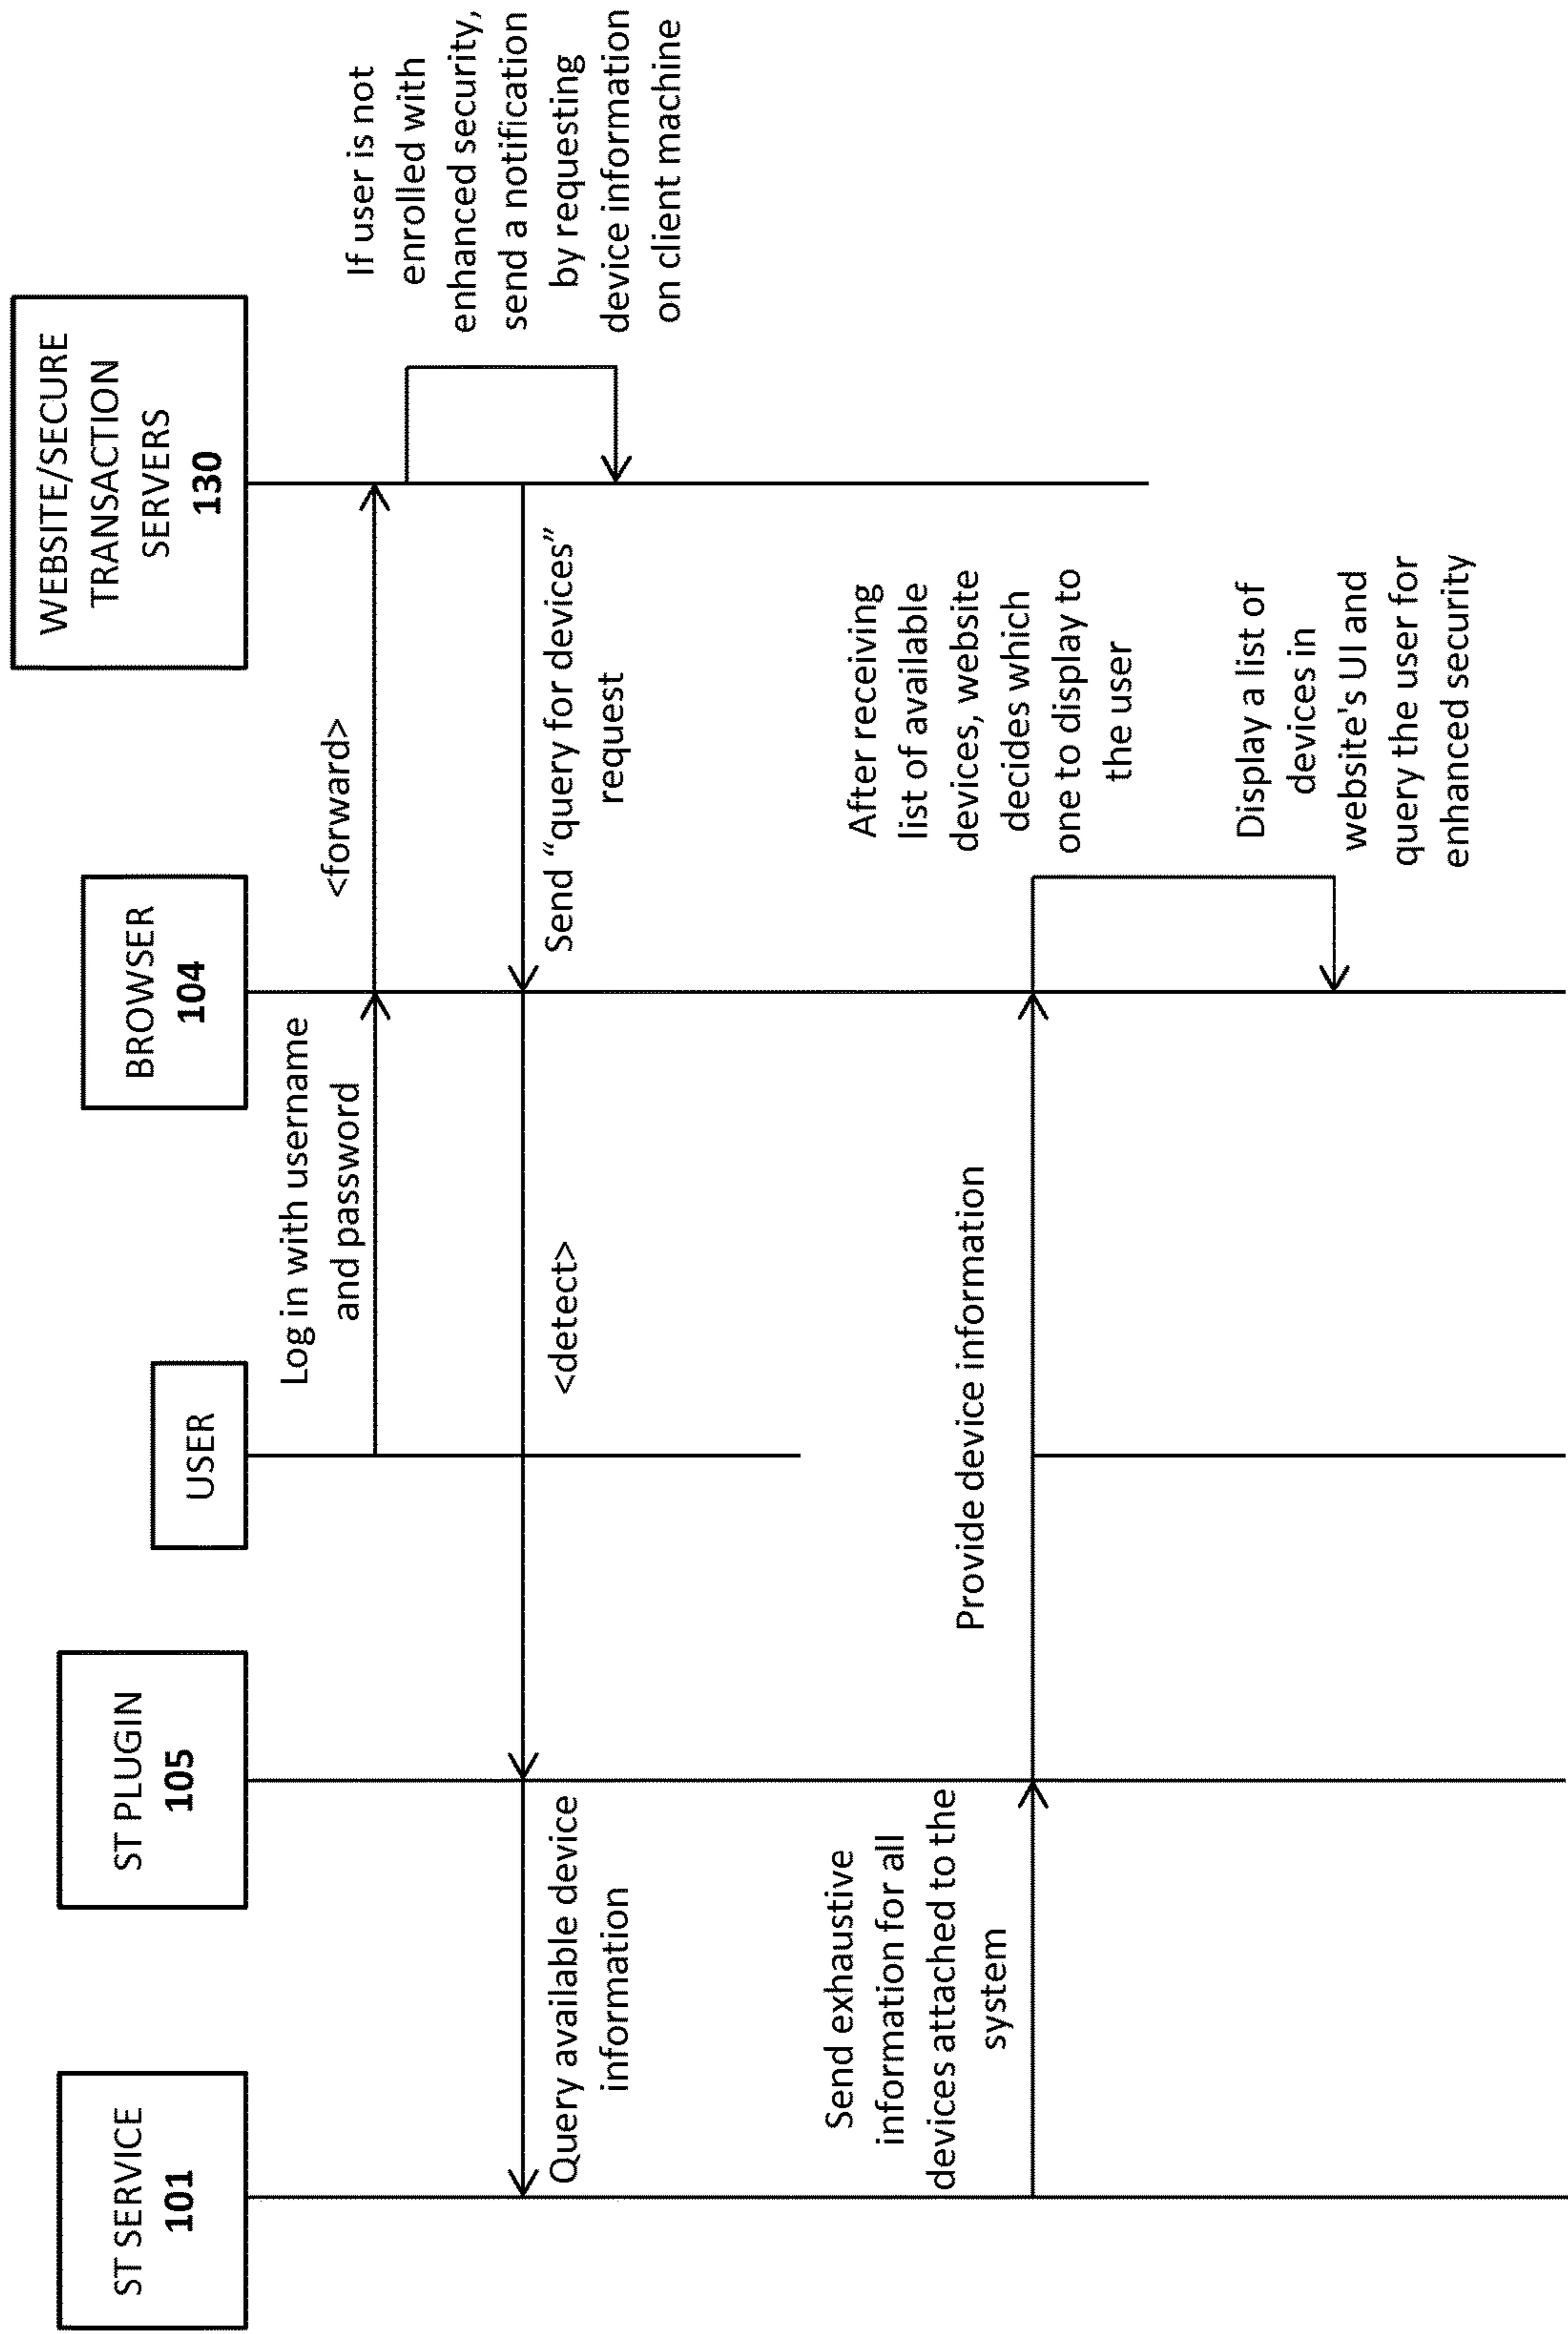 ST SERVICE
101
ST PLUGIN
105
USER
BROWSER
104
WEBSITE/SECURE
TRANSACTION
SERVERS
130
Log in with username
and password
<forward>
If user is not
enrolled with
enhanced security,
send a notification
by requesting
device information
on client machine
Send “query for devices”
request
<detect>
Query available device
information
Send exhaustive
information for all
devices attached to the
system
Provide device information
After receiving
list of available
devices, website
decides which
one to display to
the user
Display a list of
devices in
website's UI and
query the user for
enhanced security